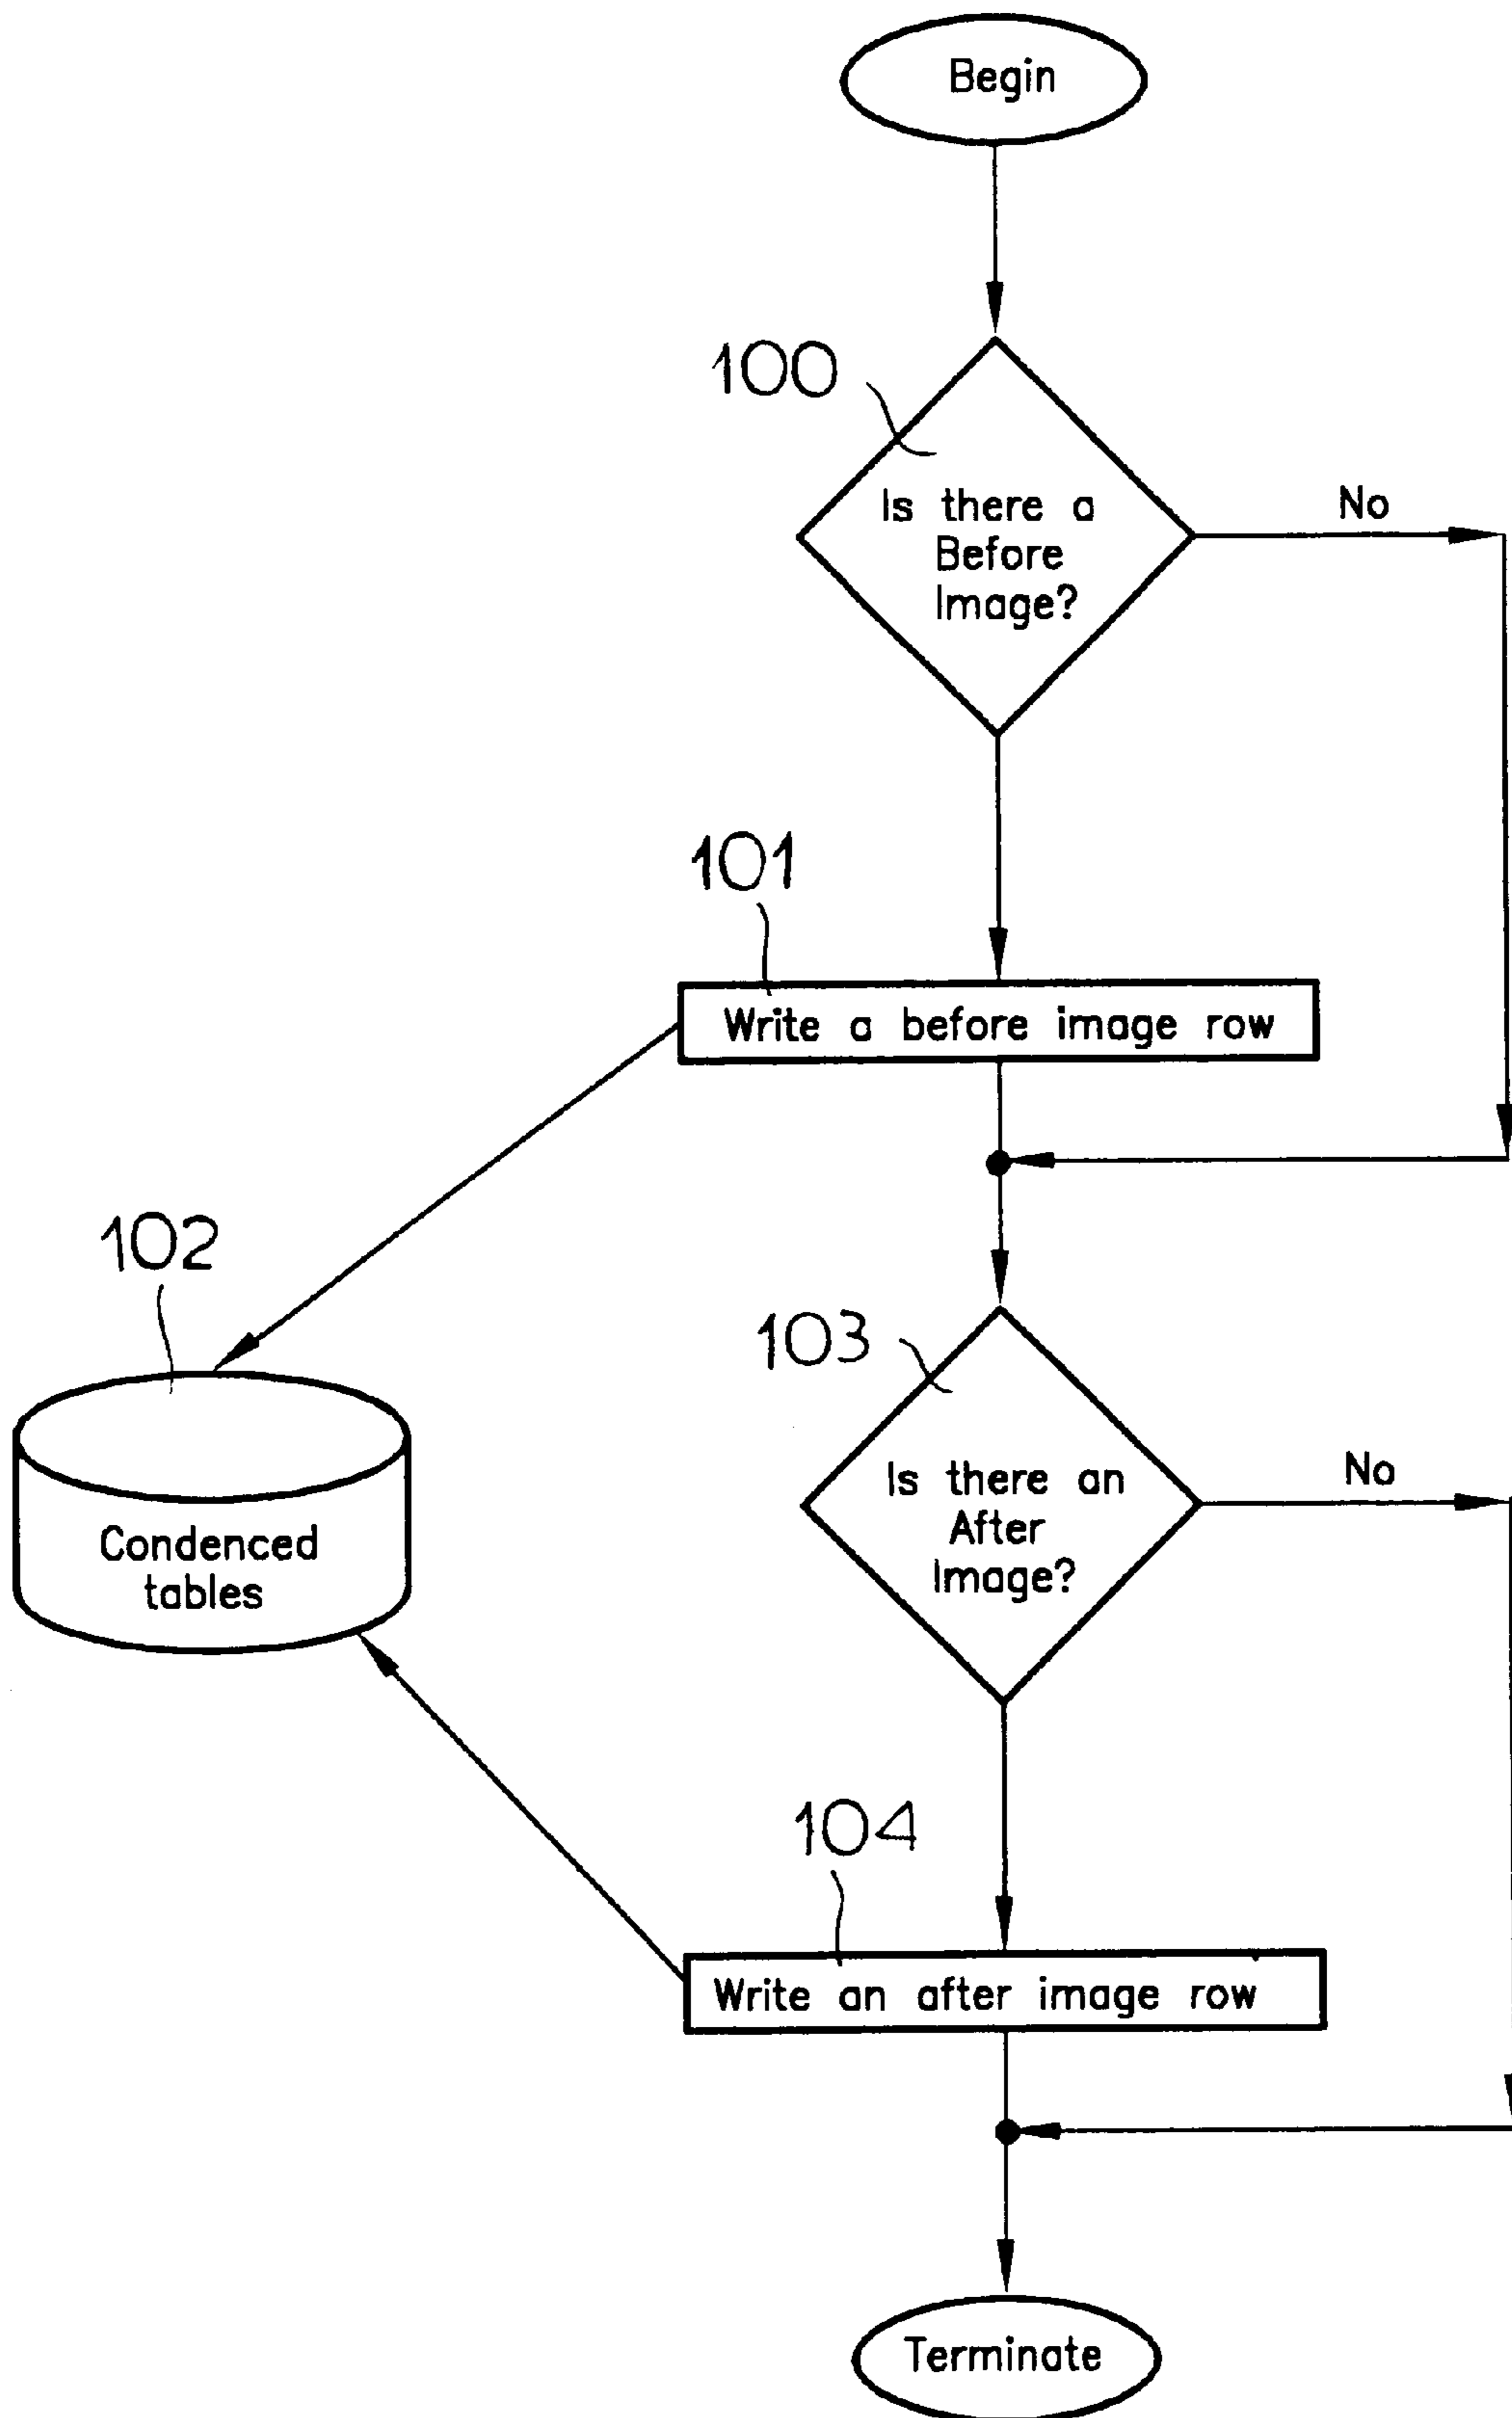 Begin
100
Is there a
Before
Image?
No
101
Write a before image row
102
Condenced
tables
103
Is there an
After
Image?
No
104
Write an after image row
Terminate